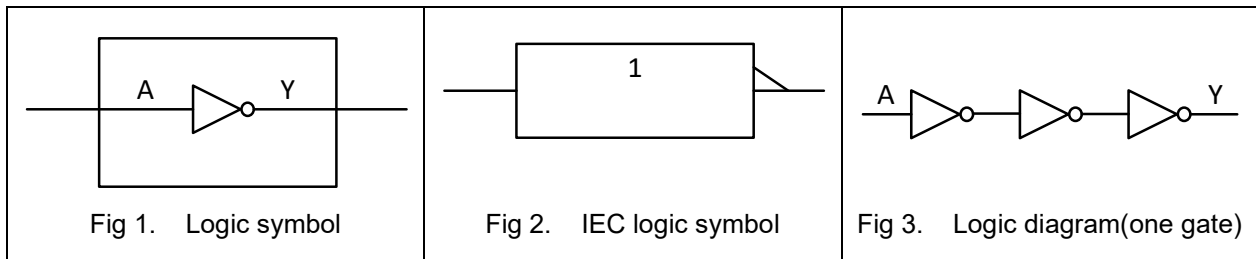 A Y
Fig 1. Logic symbol
1
Fig 2. IEC logic symbol
A Y
Fig 3. Logic diagram(one gate)